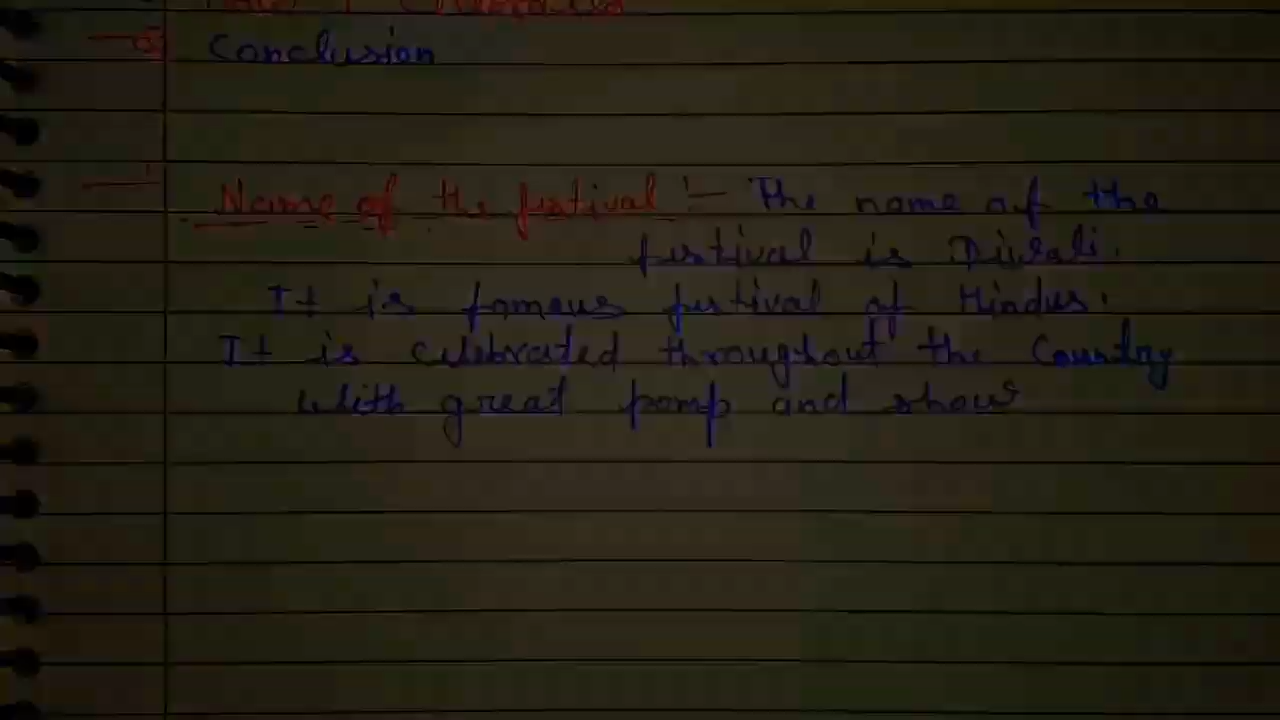 Conclusion
Name of the festival :- The name of the
festival is Diwali.
It is famous festival of Hindus.
It is celebrated throughout the Country
with great pomp and show